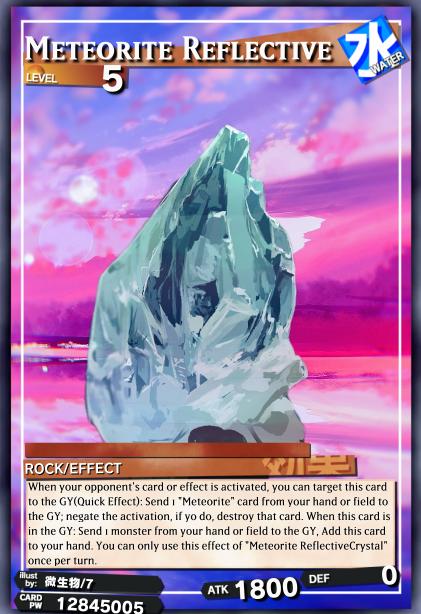 METEORITE REFLECTIVE
水
WATER
LEVEL 5
効果
ROCK/EFFECT
When your opponent's card or effect is activated, you can target this card
to the GY(Quick Effect): Send 1 "Meteorite" card from your hand or field to
the GY; negate the activation, if yo do, destroy that card. When this card is
in the GY: Send 1 monster from your hand or field to the GY, Add this card
to your hand. You can only use this effect of "Meteorite ReflectiveCrystal"
once per turn.
illust by: 微生物/7
ATK 1800 DEF 0
CARD PW 12845005